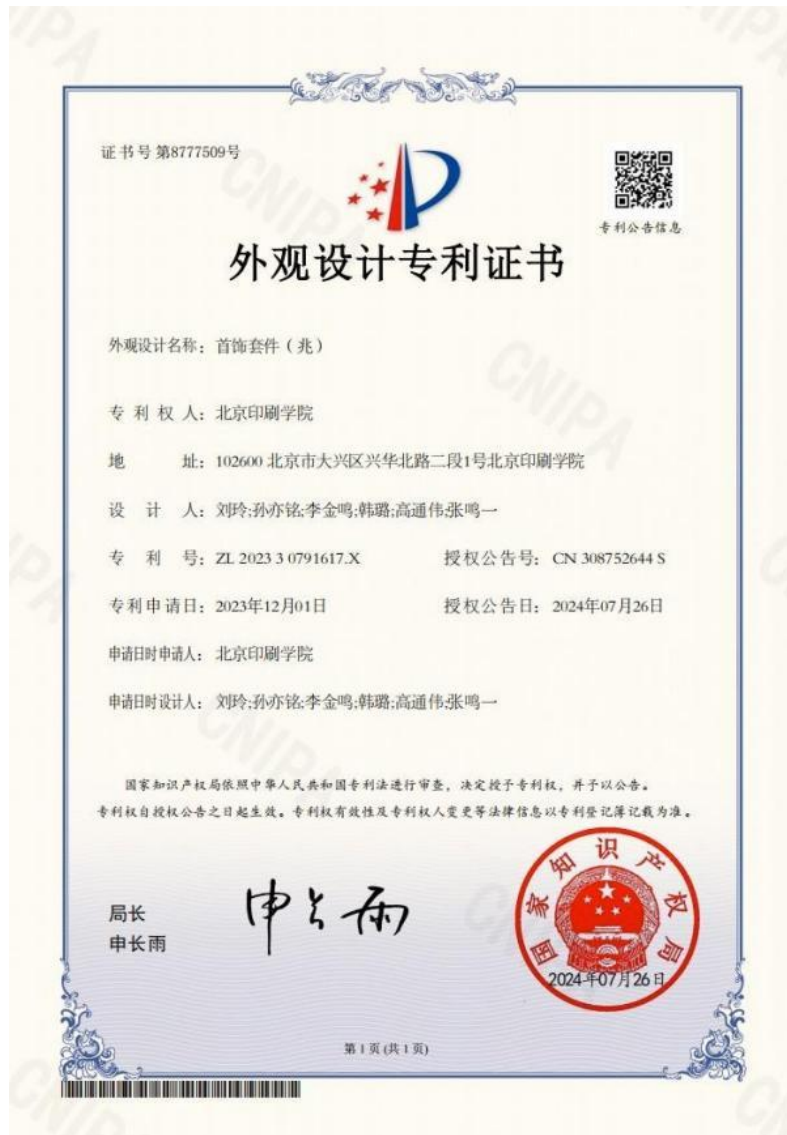 证书号第8777509号
专利公告信息
外观设计专利证书
外观设计名称：首饰套件（兆）
专利权人：北京印刷学院
地址：102600 北京市大兴区兴华北路二段1号北京印刷学院
设计人：刘玲;孙亦铭;李金鸣;韩璐;高通伟;张鸣一
专利号：ZL 2023 3 0791617.X 授权公告号：CN 308752644 S
专利申请日：2023年12月01日 授权公告日：2024年07月26日
申请日时申请人：北京印刷学院
申请日时设计人：刘玲;孙亦铭;李金鸣;韩璐;高通伟;张鸣一
国家知识产权局依照中华人民共和国专利法进行审查，决定授予专利权，并予以公告。
专利权自授权公告之日起生效。专利权有效性及专利权人变更等法律信息以专利登记簿记载为准。
局长
申长雨
申长雨
国家知识产权局
2024年07月26日
第1页(共1页)
CNIPA